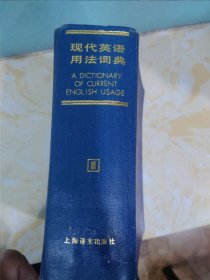 现代英语
用法词典
A DICTIONARY
OF CURRENT
ENGLISH USAGE
上海译文出版社